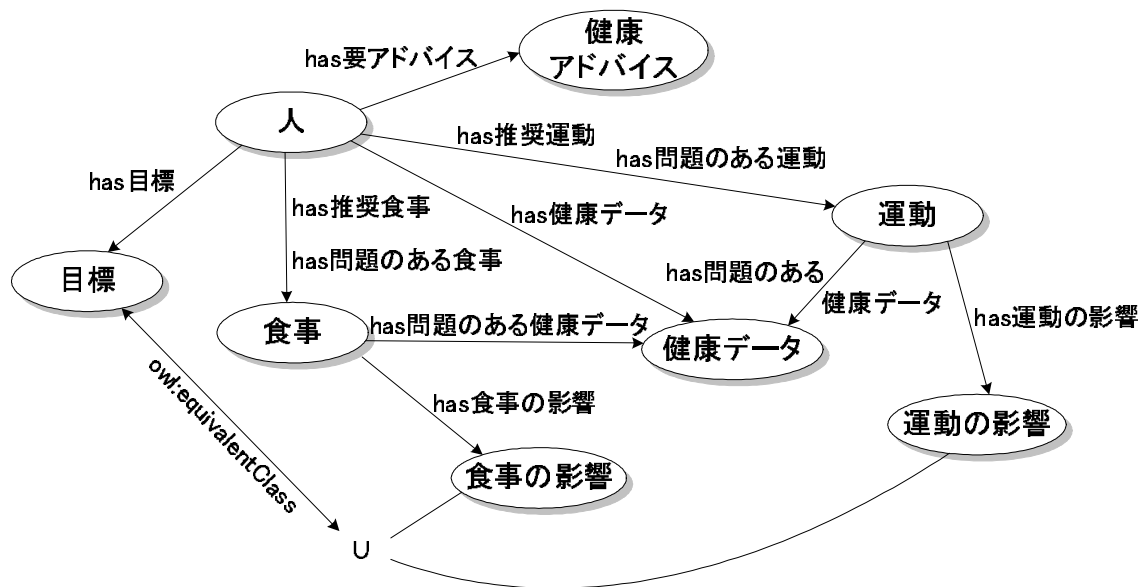 健康
アドバイス
has要アドバイス
人
has推奨運動
has問題のある運動
has目標
has推奨食事
has健康データ
運動
has問題のある食事
目標
has問題のある
健康データ
食事
has問題のある健康データ
健康データ
has運動の影響
owl:equivalentClass
has食事の影響
運動の影響
食事の影響
∪